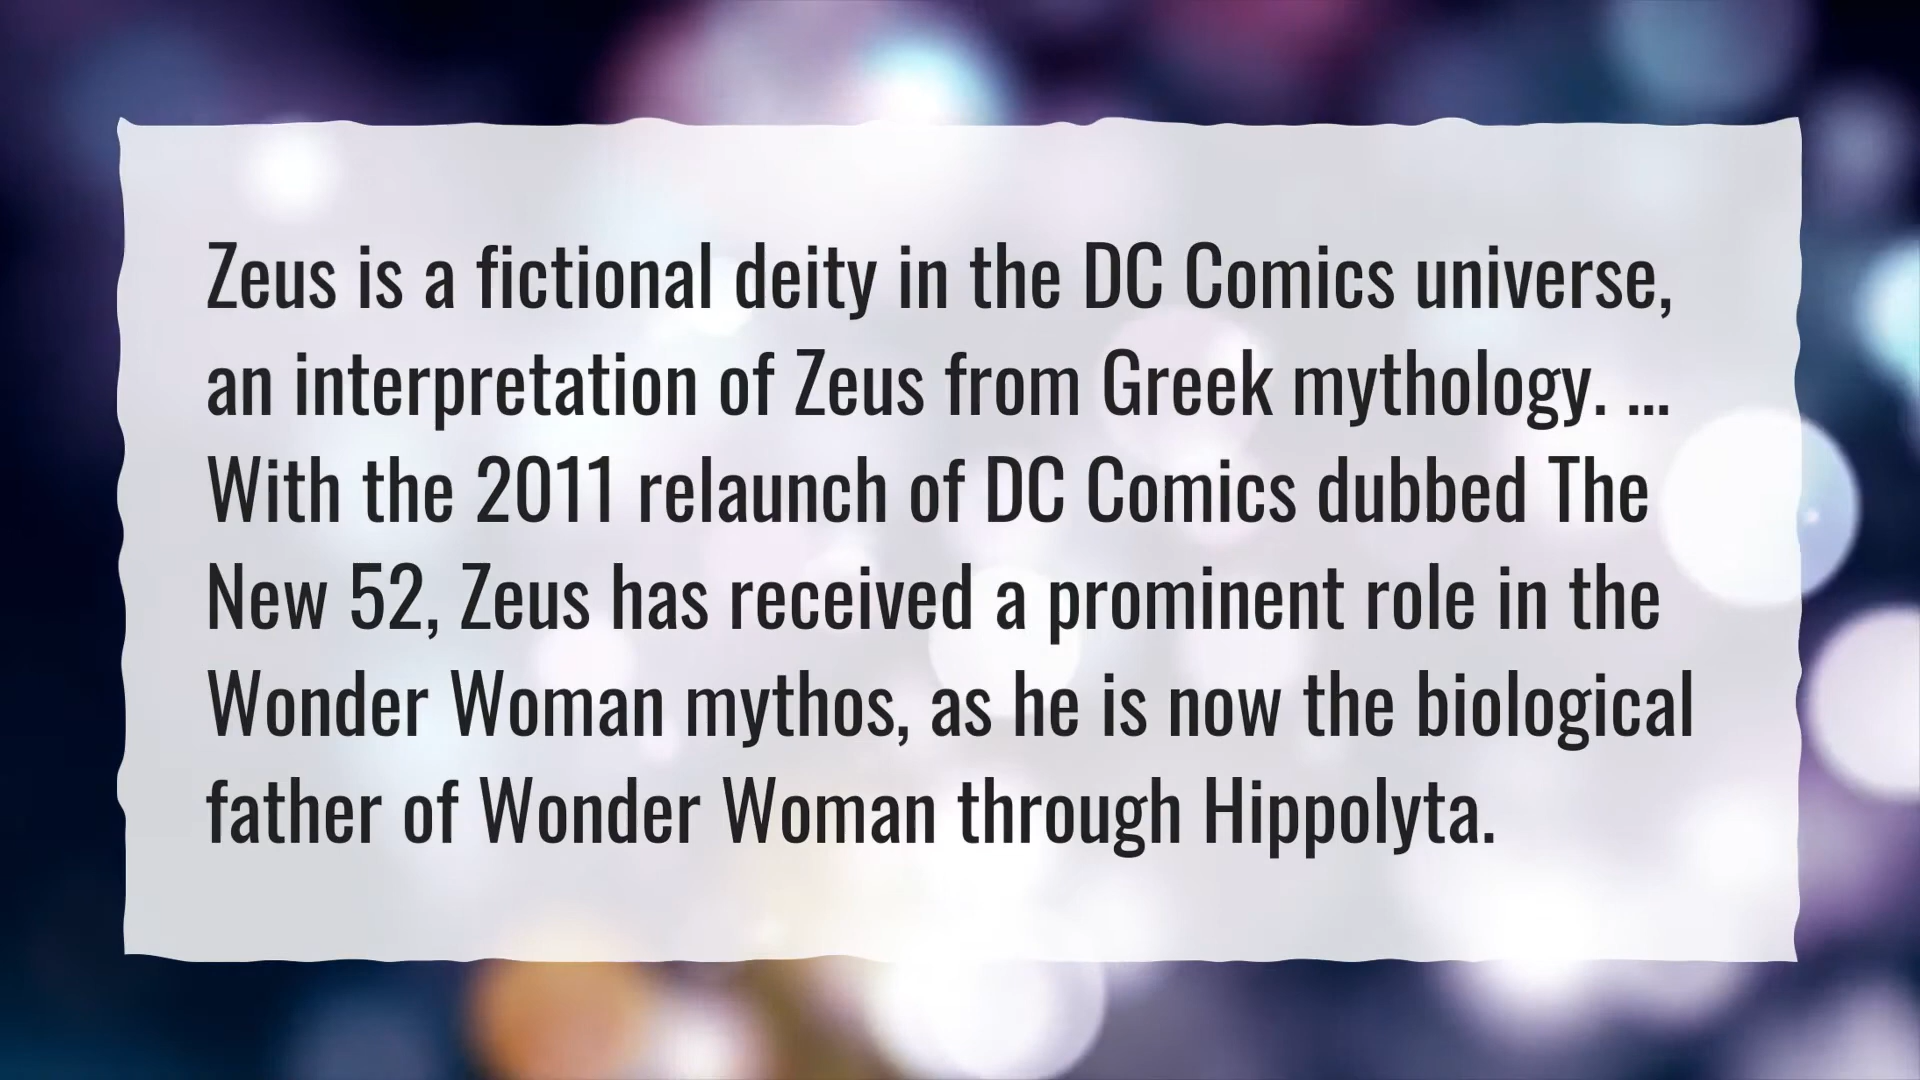 Zeus is a fictional deity in the DC Comics universe,
an interpretation of Zeus from Greek mythology. ...
With the 2011 relaunch of DC Comics dubbed The
New 52, Zeus has received a prominent role in the
Wonder Woman mythos, as he is now the biological
father of Wonder Woman through Hippolyta.